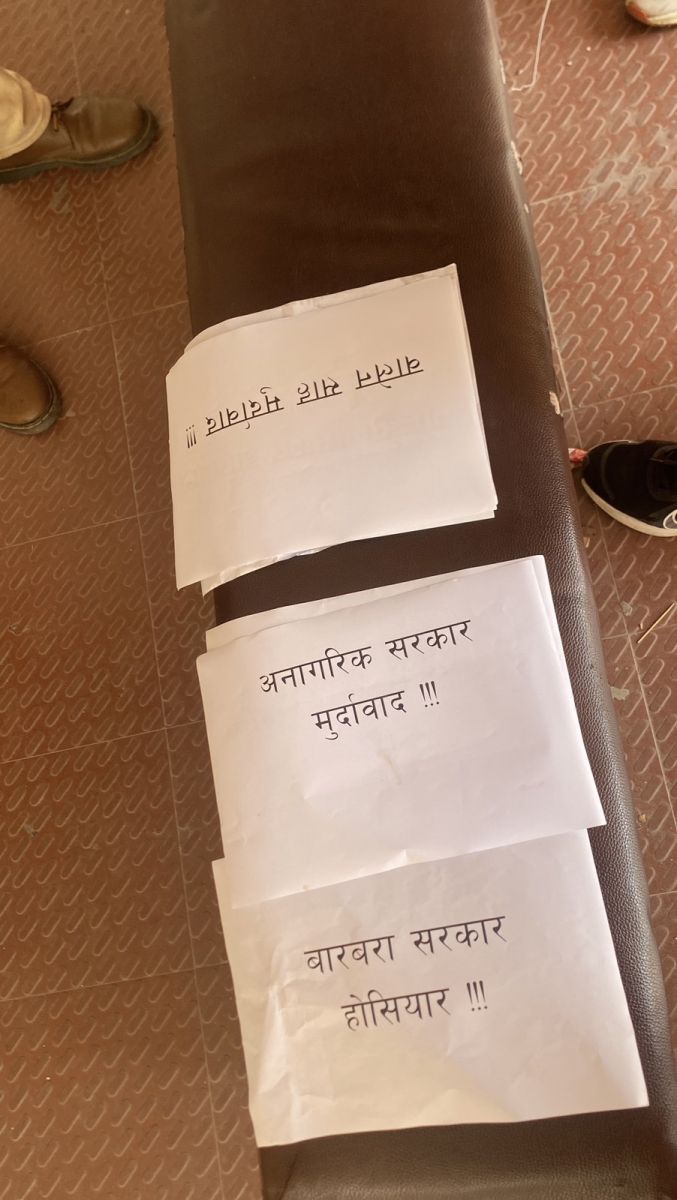 वालेन साह मुर्दावाद !!!
अनागरिक सरकार
मुर्दावाद !!!
बारबरा सरकार
होसियार !!!